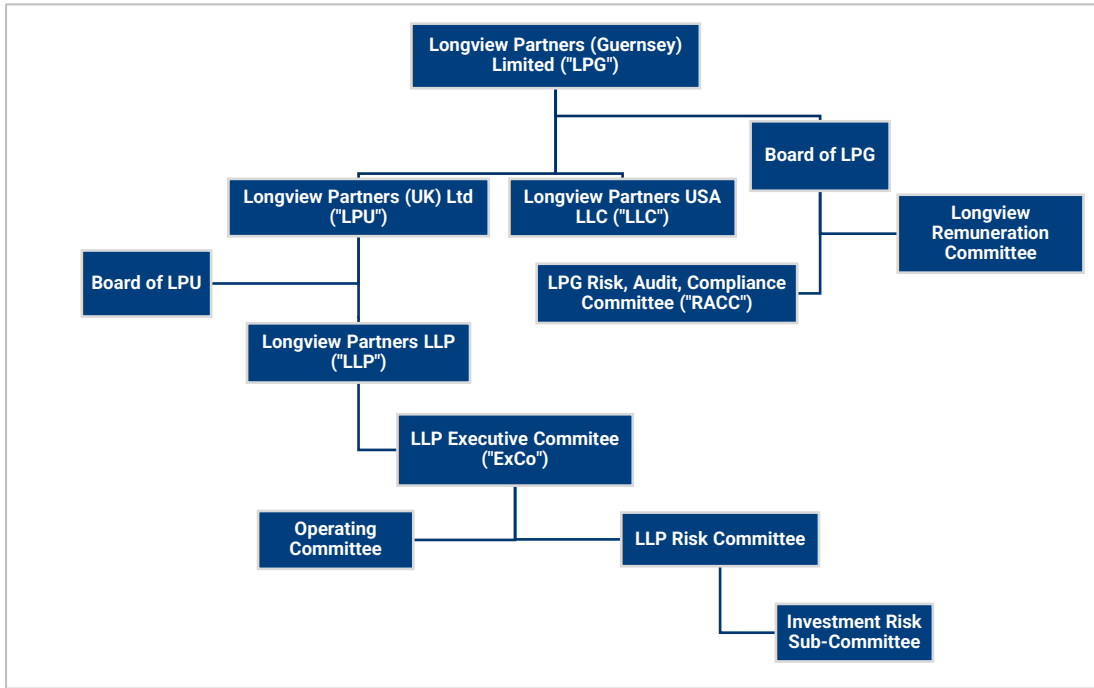 Longview Partners (Guernsey)
Limited ("LPG")
Board of LPG
Longview Partners (UK) Ltd
("LPU")
Longview Partners USA
LLC ("LLC")
Longview
Remuneration
Committee
Board of LPU
LPG Risk, Audit, Compliance
Committee ("RACC")
Longview Partners LLP
("LLP")
LLP Executive Commitee
("ExCo")
Operating
Committee
LLP Risk Committee
Investment Risk
Sub-Committee